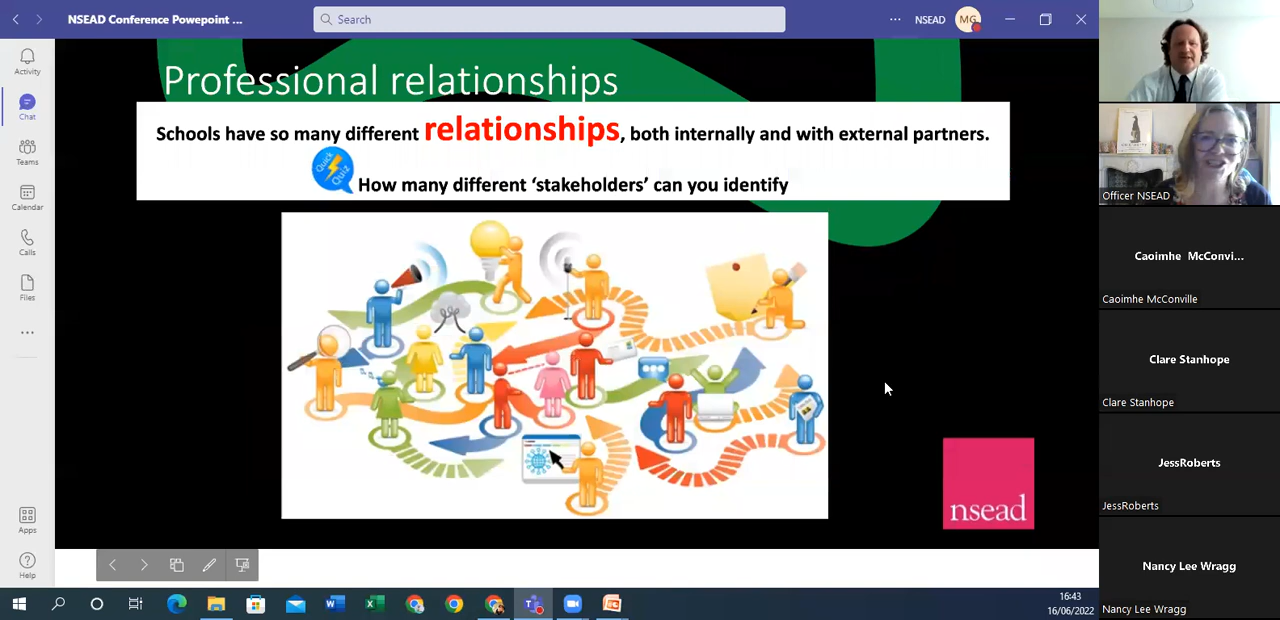 NSEAD Conference Powepoint ...
Search
...
NSEAD
MG
Activity
Chat
Teams
Calendar
Calls
Files
...
Apps
Help
Professional relationships
Schools have so many different relationships, both internally and with external partners.
Quick
Quiz
How many different ‘stakeholders’ can you identify
nsead
Officer NSEAD
Caoimhe McConvi...
Caoimhe McConville
Clare Stanhope
Clare Stanhope
JessRoberts
JessRoberts
Nancy Lee Wragg
Nancy Lee Wragg
16:43
16/06/2022